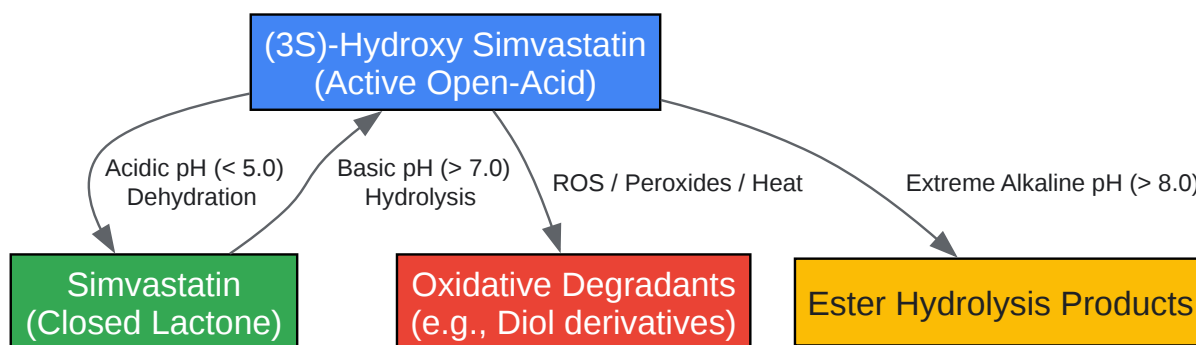 (3S)-Hydroxy Simvastatin
(Active Open-Acid)
Acidic pH (< 5.0)
Dehydration
Basic pH (> 7.0)
Hydrolysis
ROS / Peroxides / Heat
Extreme Alkaline pH (> 8.0)
Simvastatin
(Closed Lactone)
Oxidative Degradants
(e.g., Diol derivatives)
Ester Hydrolysis Products